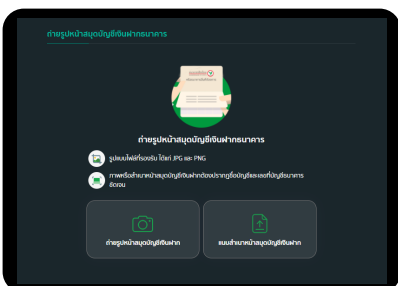 ถ่ายรูปหน้าสมุดบัญชีเงินฝากธนาคาร
ถ่ายรูปหน้าสมุดบัญชีเงินฝากธนาคาร
รูปแบบไฟล์ที่รองรับ ได้แก่ JPG และ PNG
ภาพหรือสำเนาหน้าสมุดบัญชีเงินฝากต้องปรากฏชื่อบัญชีและเลขที่บัญชีธนาคาร
ชัดเจน
ถ่ายรูปหน้าสมุดบัญชีเงินฝาก
แนบสำเนาหน้าสมุดบัญชีเงินฝาก